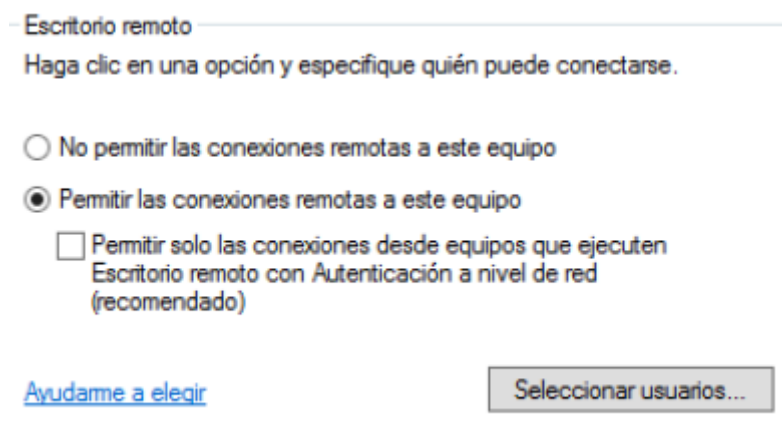 Escritorio remoto
Haga clic en una opción y especifique quién puede conectarse.
No permitir las conexiones remotas a este equipo
Permitir las conexiones remotas a este equipo
Permitir solo las conexiones desde equipos que ejecuten
Escritorio remoto con Autenticación a nivel de red
(recomendado)
Ayudarme a elegir
Seleccionar usuarios...